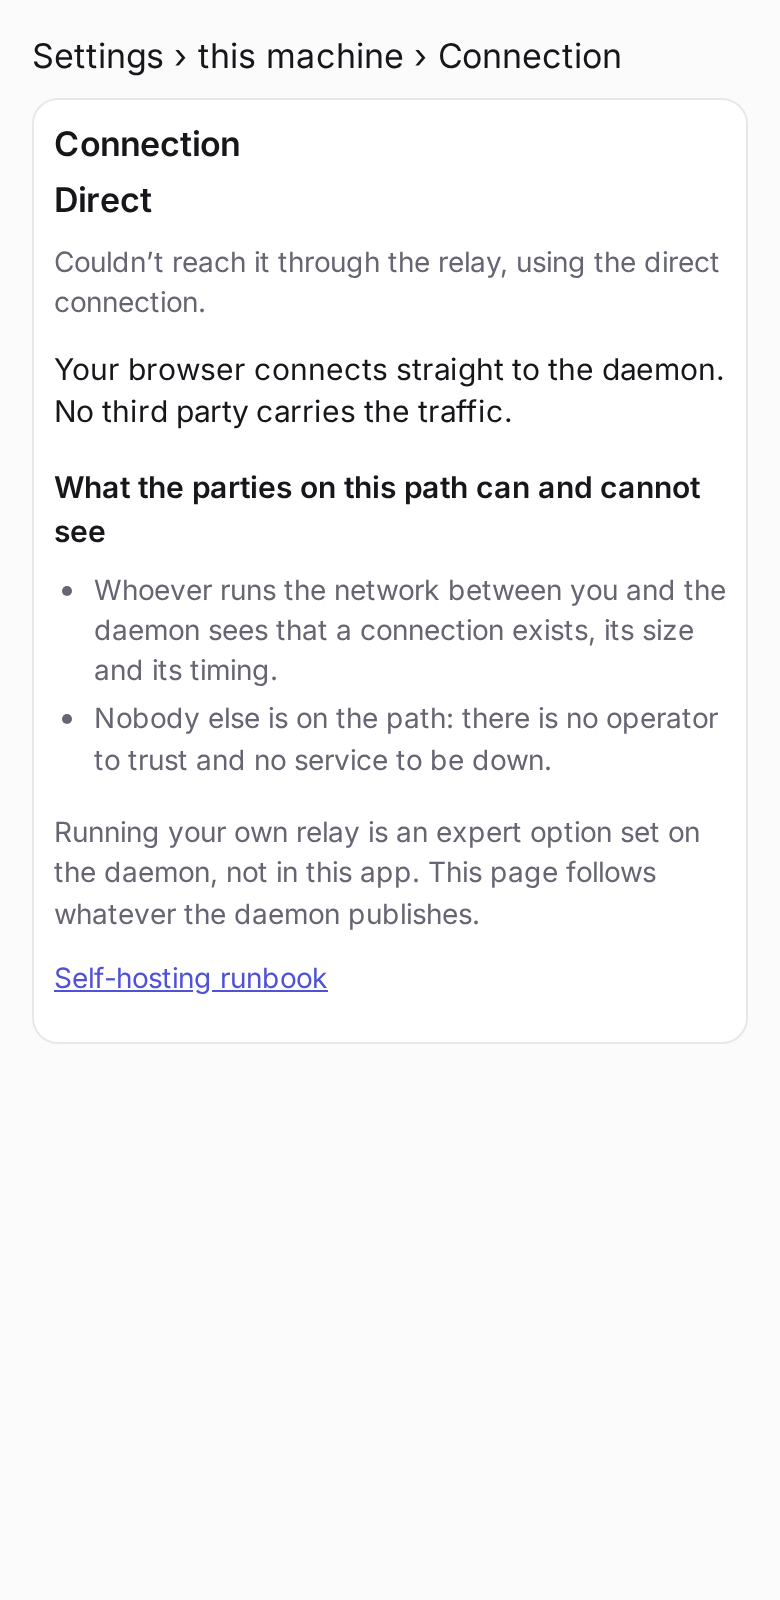 Settings › this machine › Connection
Connection
Direct
Couldn’t reach it through the relay, using the direct
connection.
Your browser connects straight to the daemon.
No third party carries the traffic.
What the parties on this path can and cannot
see
• Whoever runs the network between you and the
daemon sees that a connection exists, its size
and its timing.
• Nobody else is on the path: there is no operator
to trust and no service to be down.
Running your own relay is an expert option set on
the daemon, not in this app. This page follows
whatever the daemon publishes.
Self-hosting runbook